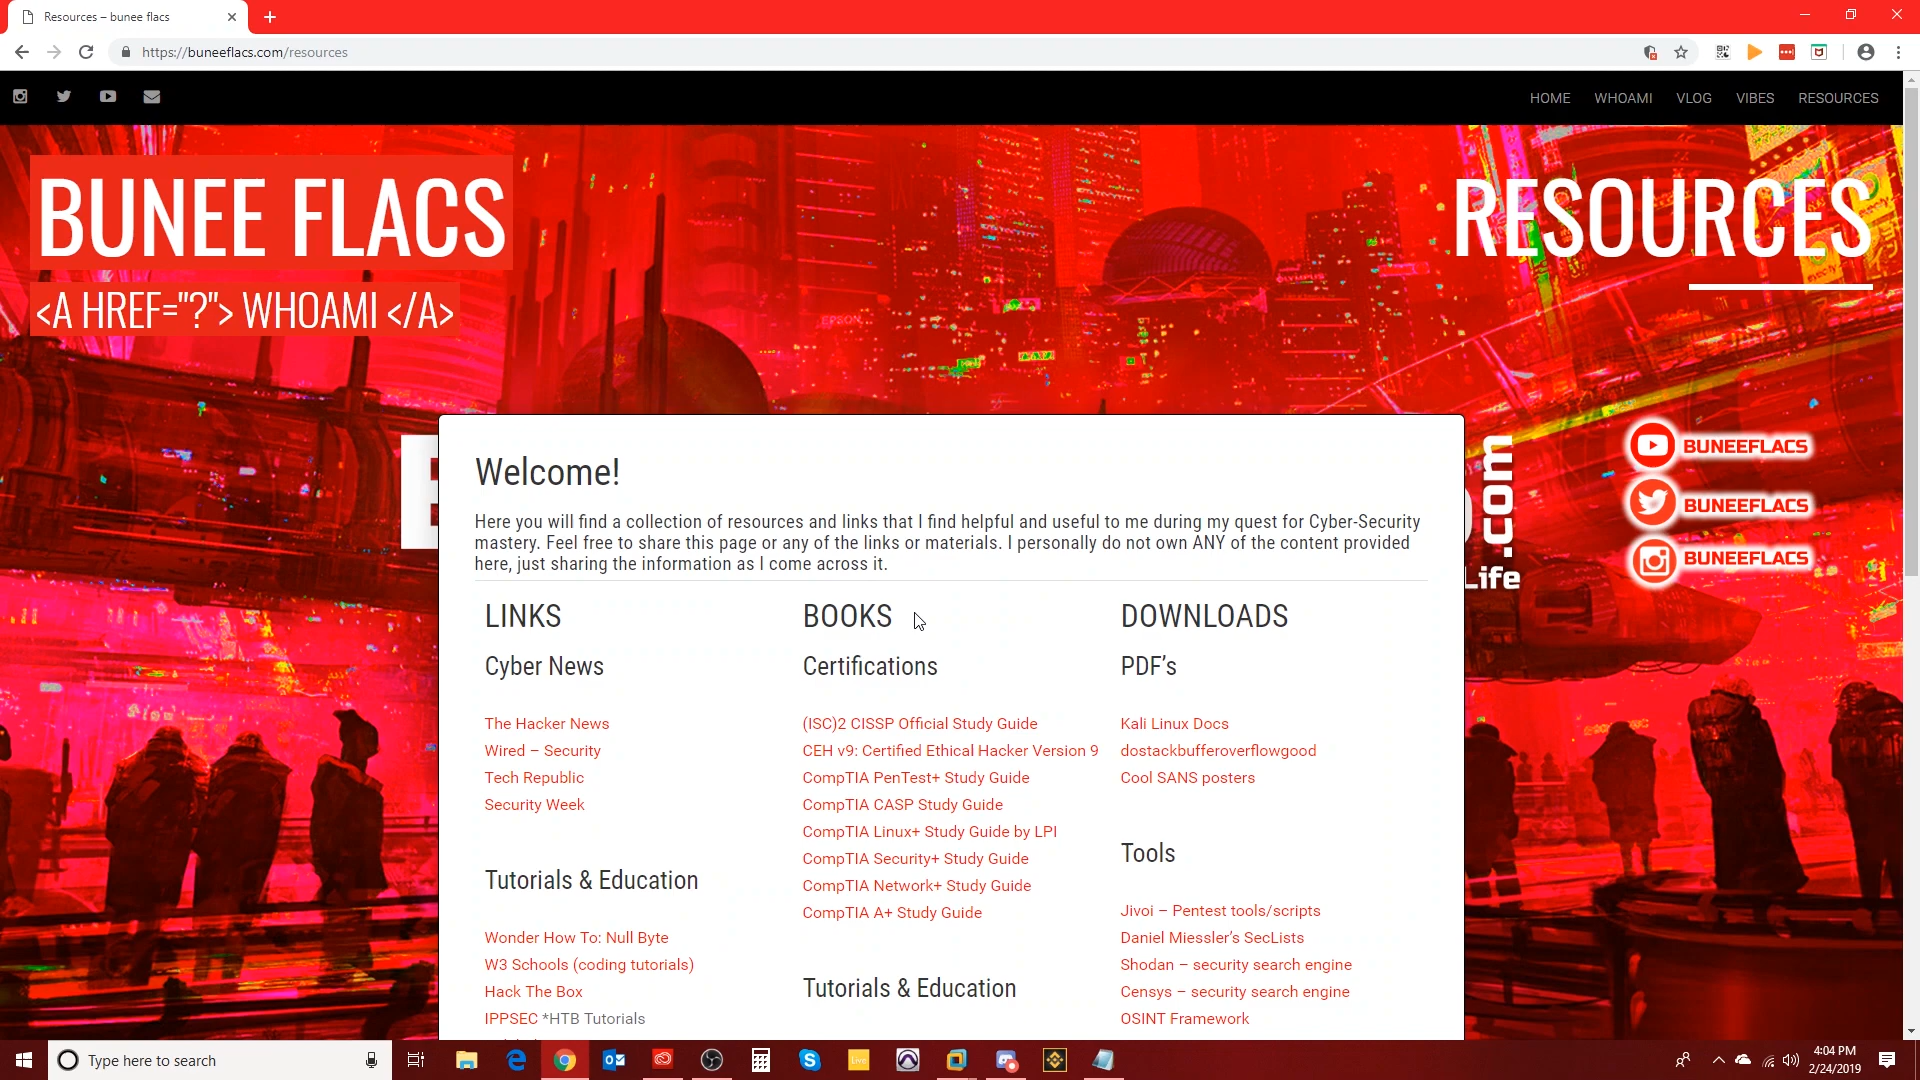 Resources – bunee flacs
https://buneeflacs.com/resources
HOME WHOAMI VLOG VIBES RESOURCES
BUNEE FLACS
RESOURCES
<A HREF="?"> WHOAMI </A>
EPSON
Welcome!
Here you will find a collection of resources and links that I find helpful and useful to me during my quest for Cyber-Security
mastery. Feel free to share this page or any of the links or materials. I personally do not own ANY of the content provided
here, just sharing the information as I come across it.
.com
Life
BUNEEFLACS
BUNEEFLACS
BUNEEFLACS
LINKS
Cyber News
The Hacker News
Wired – Security
Tech Republic
Security Week
Tutorials & Education
Wonder How To: Null Byte
W3 Schools (coding tutorials)
Hack The Box
IPPSEC *HTB Tutorials
BOOKS
Certifications
(ISC)2 CISSP Official Study Guide
CEH v9: Certified Ethical Hacker Version 9
CompTIA PenTest+ Study Guide
CompTIA CASP Study Guide
CompTIA Linux+ Study Guide by LPI
CompTIA Security+ Study Guide
CompTIA Network+ Study Guide
CompTIA A+ Study Guide
Tutorials & Education
DOWNLOADS
PDF’s
Kali Linux Docs
dostackbufferoverflowgood
Cool SANS posters
Tools
Jivoi – Pentest tools/scripts
Daniel Miessler’s SecLists
Shodan – security search engine
Censys – security search engine
OSINT Framework
Type here to search
Live
4:04 PM
2/24/2019